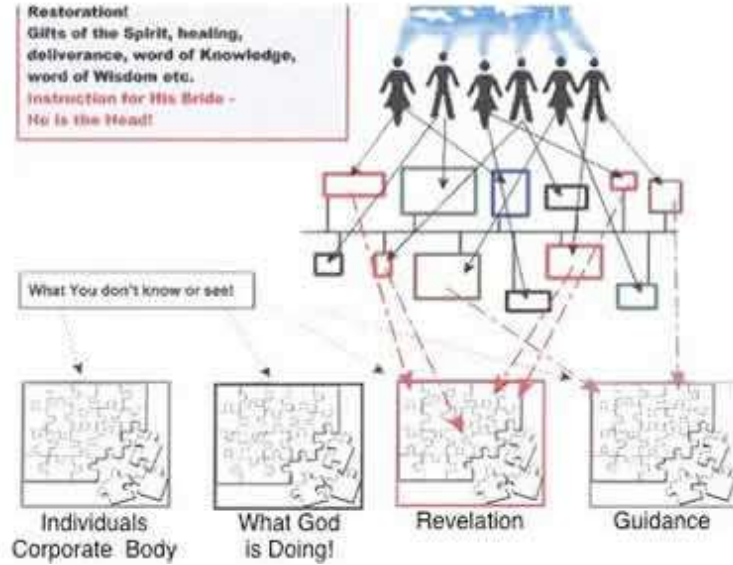 Restoration!
Gifts of the Spirit, healing,
deliverance, word of Knowledge,
word of Wisdom etc.
Instruction for His Bride -
He is the Head!
What You don't know or see!
Individuals
Corporate Body
What God
is Doing!
Revelation
Guidance